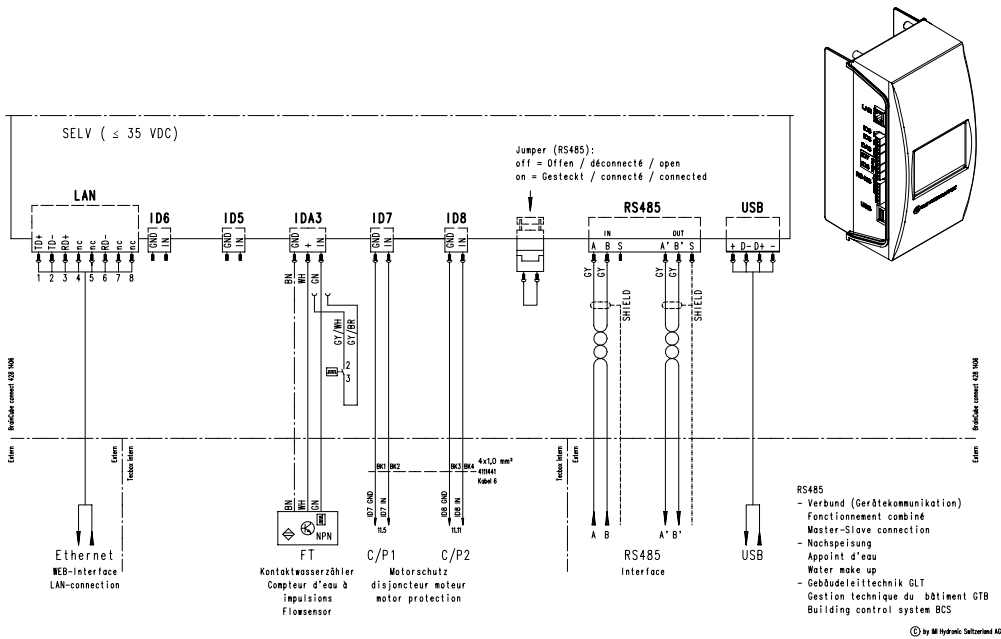 SELV ( ≤ 35 VDC)
Jumper (RS485):
off = Offen / déconnecté / open
on = Gesteckt / connecté / connected
LAN
ID6
ID5
IDA3
ID7
ID8
RS485
USB
TD+
TD-
RD+
nc
nc
RD-
nc
nc
GND
IN
GND
IN
GND
+
IN
GND
IN
GND
IN
IN
OUT
A B S
A' B' S
+ D- D+ -
1 2 3 4 5 6 7 8
BN
WH
GN
GY/WH
GY/BR
2
3
GY
GY
SHIELD
GY
GY
SHIELD
BrainCube connect 428 1406
Extern
Extern
Tecbox intern
Tecbox intern
Extern
BrainCube connect 428 1406
Extern
BK1
BK2
BK3
BK4
4x1,0 mm²
4111441
Kabel 6
BN
WH
GN
NPN
ID7 GND
ID7 IN
11.5
ID8 GND
ID8 IN
11.11
A B
A' B'
Ethernet
WEB-Interface
LAN-connection
FT
Kontaktwasserzähler
Compteur d'eau à
impulsions
Flowsensor
C/P1
C/P2
Motorschutz
disjoncteur moteur
motor protection
RS485
Interface
USB
RS485
- Verbund (Gerätekommunikation)
Fonctionnement combiné
Master-Slave connection
- Nachspeisung
Appoint d'eau
Water make up
- Gebäudeleittechnik GLT
Gestion technique du bâtiment GTB
Building control system BCS
© by IMI Hydronic Switzerland AG
LAN
ID6
ID5
IDA3
ID7
ID8
RS485
USB